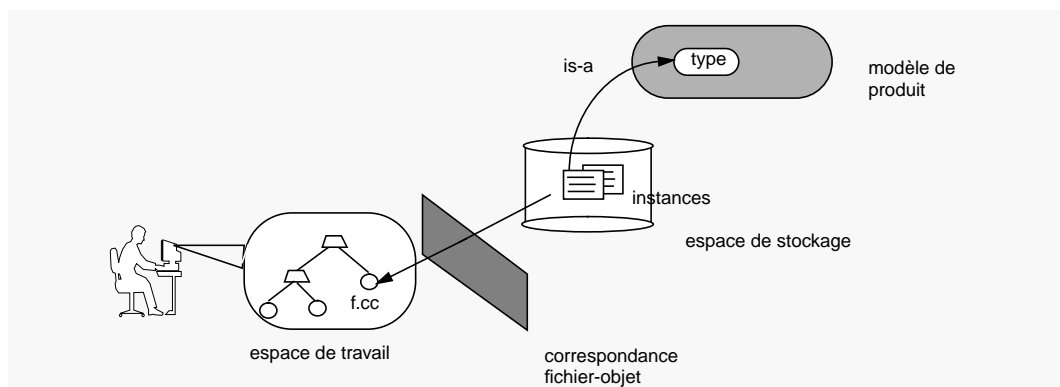 type
is-a
modèle de
produit
instances
espace de stockage
f.cc
espace de travail
correspondance
fichier-objet